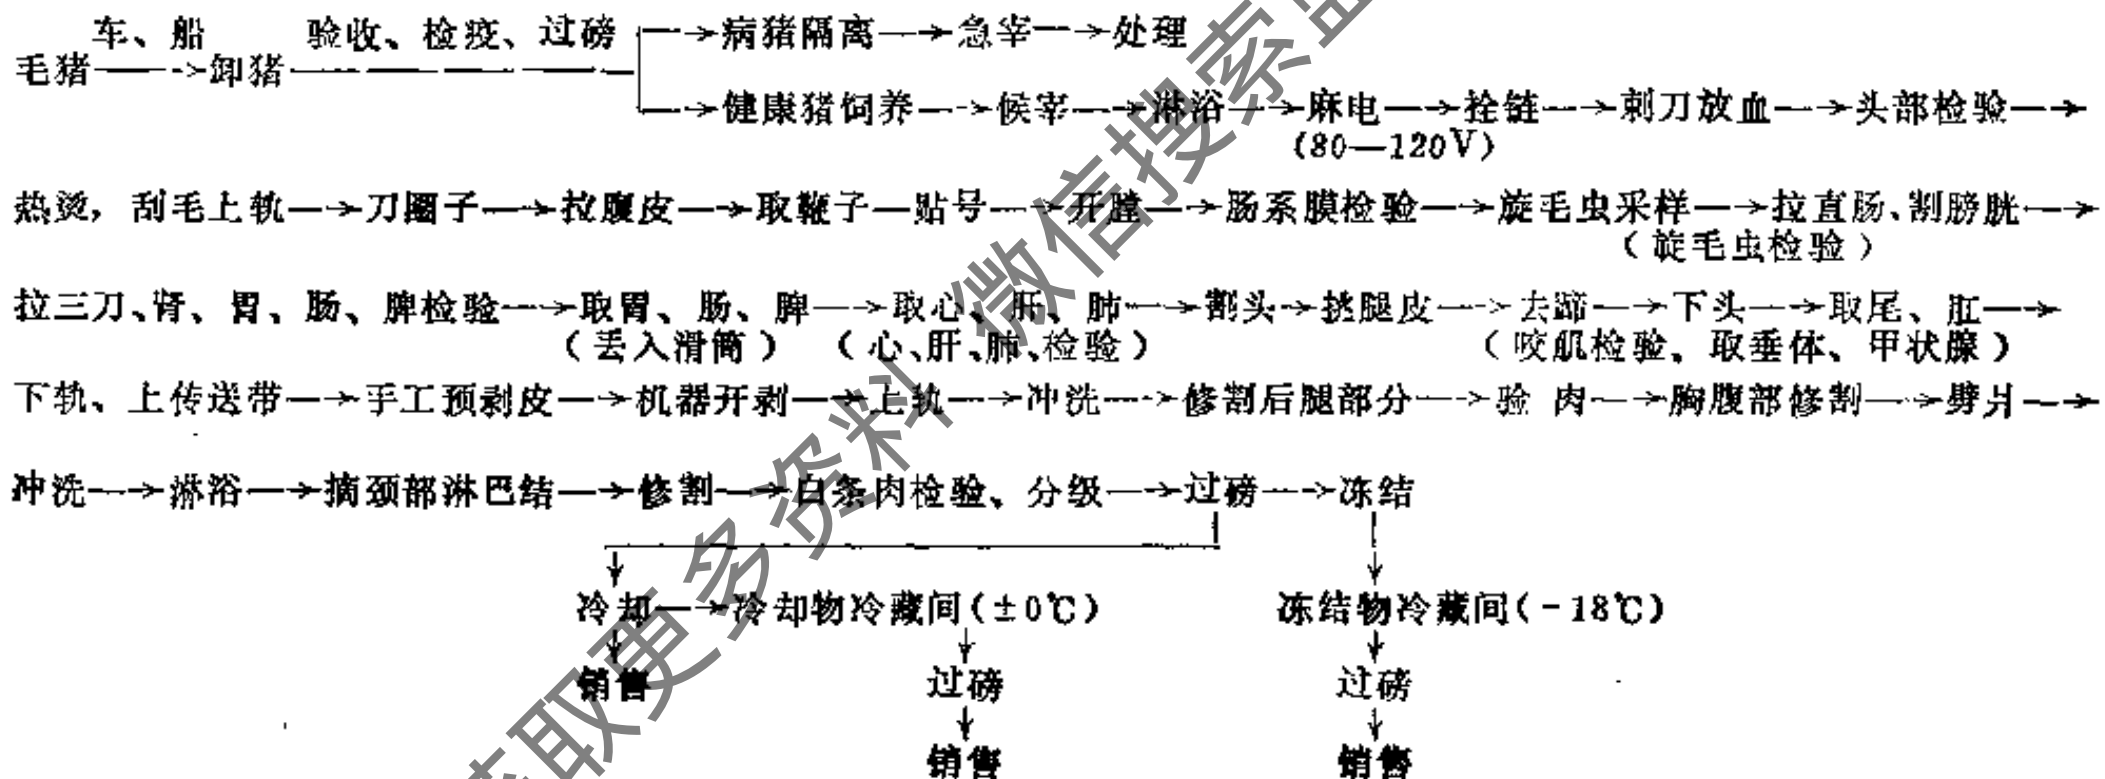 车、船 验收、检疫、过磅 →病猪隔离→急宰→处理
毛猪→卸猪
→健康猪饲养→候宰→淋浴→麻电→拴链→刺刀放血→头部检验→
(80—120V)
热烫,刮毛上轨→刀圈子→拉腹皮→取鞭子—贴号→开膛→肠系膜检验→旋毛虫采样→拉直肠、割膀胱→
(旋毛虫检验)
拉三刀、肾、胃、肠、脾检验→取胃、肠、脾→取心、肝、肺→割头→挑腿皮→去蹄→下头→取尾、肛→
(丢入滑筒) (心、肝、肺、检验) (咬肌检验、取垂体、甲状腺)
下轨、上传送带→手工预剥皮→机器开剥→上轨→冲洗→修割后腿部分→验 肉→胸腹部修割→劈片→
冲洗→淋浴→摘颈部淋巴结→修割→白条肉检验、分级→过磅→冻结
冷却→冷却物冷藏间(±0℃) 冻结物冷藏间(-18℃)
销售 过磅 过磅
销售 销售
获取更多资料 微信搜索